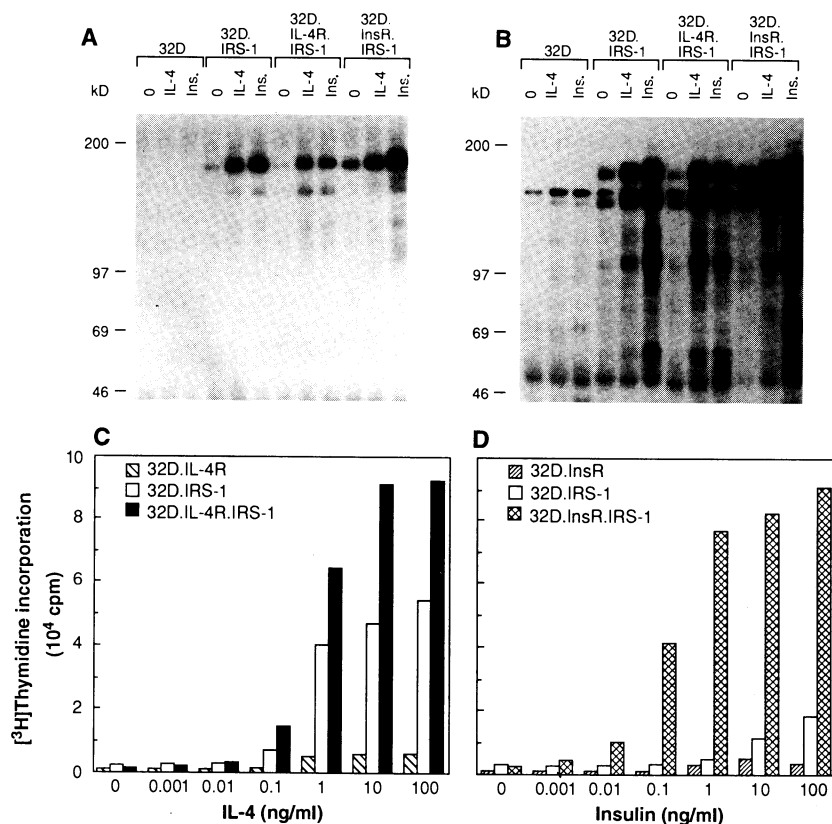 A
32D
32D.
IRS-1
32D.
IL-4R.
IRS-1
32D.
InsR.
IRS-1
kD
0
IL-4
Ins.
0
IL-4
Ins.
0
IL-4
Ins.
0
IL-4
Ins.
200
97
69
46
B
32D
32D.
IRS-1
32D.
IL-4R.
IRS-1
32D.
InsR.
IRS-1
kD
0
IL-4
Ins.
0
IL-4
Ins.
0
IL-4
Ins.
0
IL-4
Ins.
200
97
69
46
C
[³H]Thymidine incorporation
(10⁴ cpm)
10
8
6
4
2
0
32D.IL-4R
32D.IRS-1
32D.IL-4R.IRS-1
0 0.001 0.01 0.1 1 10 100
IL-4 (ng/ml)
D
32D.InsR
32D.IRS-1
32D.InsR.IRS-1
0 0.001 0.01 0.1 1 10 100
Insulin (ng/ml)